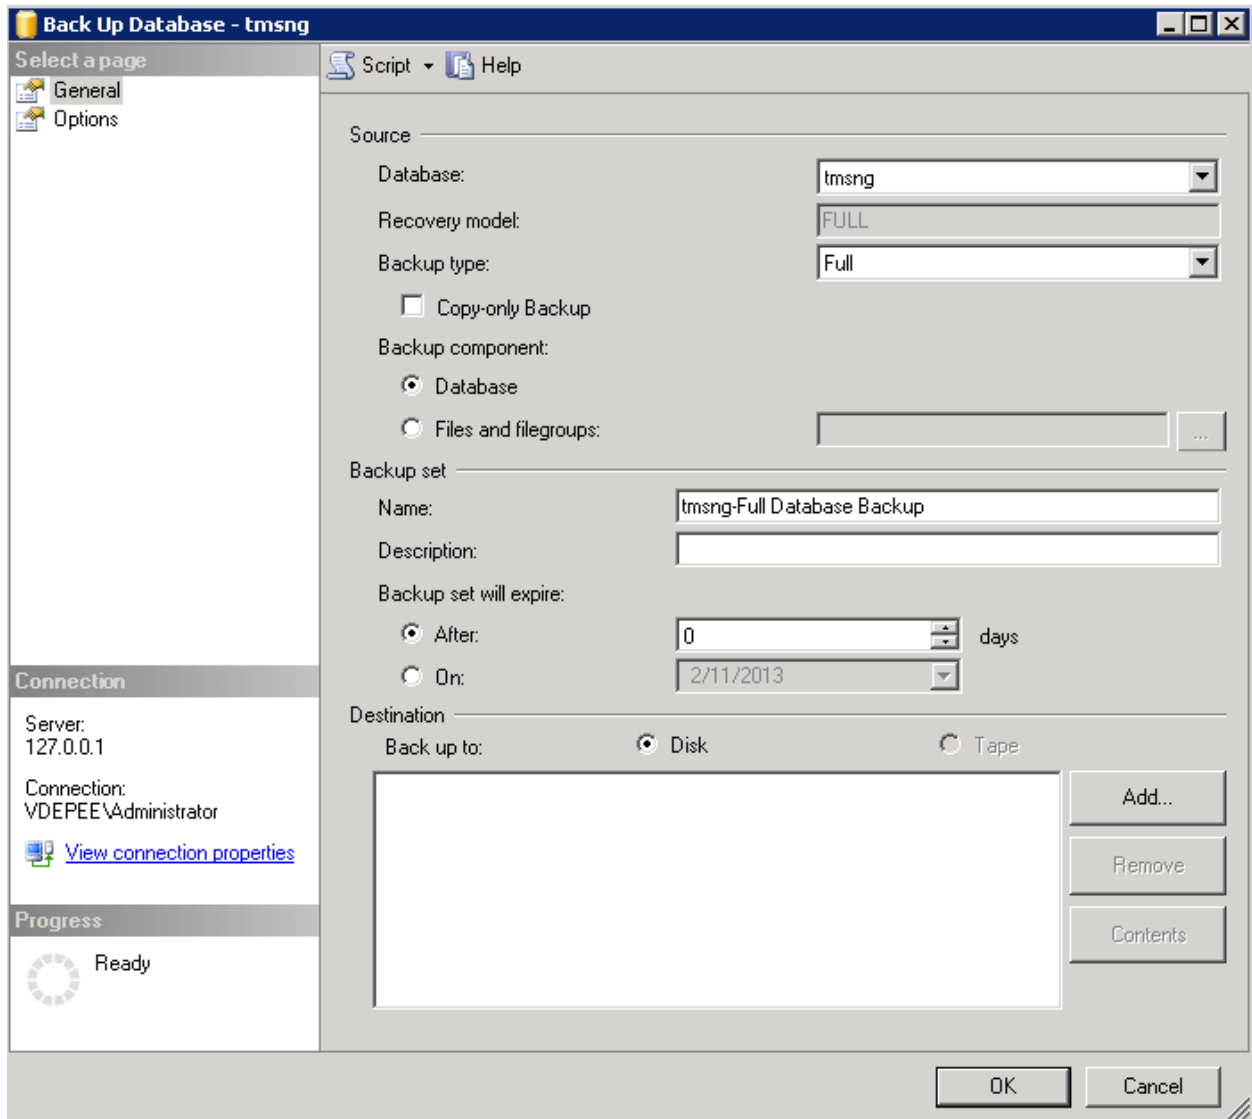 Back Up Database - tmsng
Select a page
General
Options
Script Help
Source
Database: tmsng
Recovery model: FULL
Backup type: Full
Copy-only Backup
Backup component:
Database
Files and filegroups: ...
Backup set
Name: tmsng-Full Database Backup
Description:
Backup set will expire:
After: 0 days
On: 2/11/2013
Destination
Back up to: Disk Tape
Add...
Remove
Contents
Connection
Server:
127.0.0.1
Connection:
VDEPEE\Administrator
View connection properties
Progress
Ready
OK Cancel